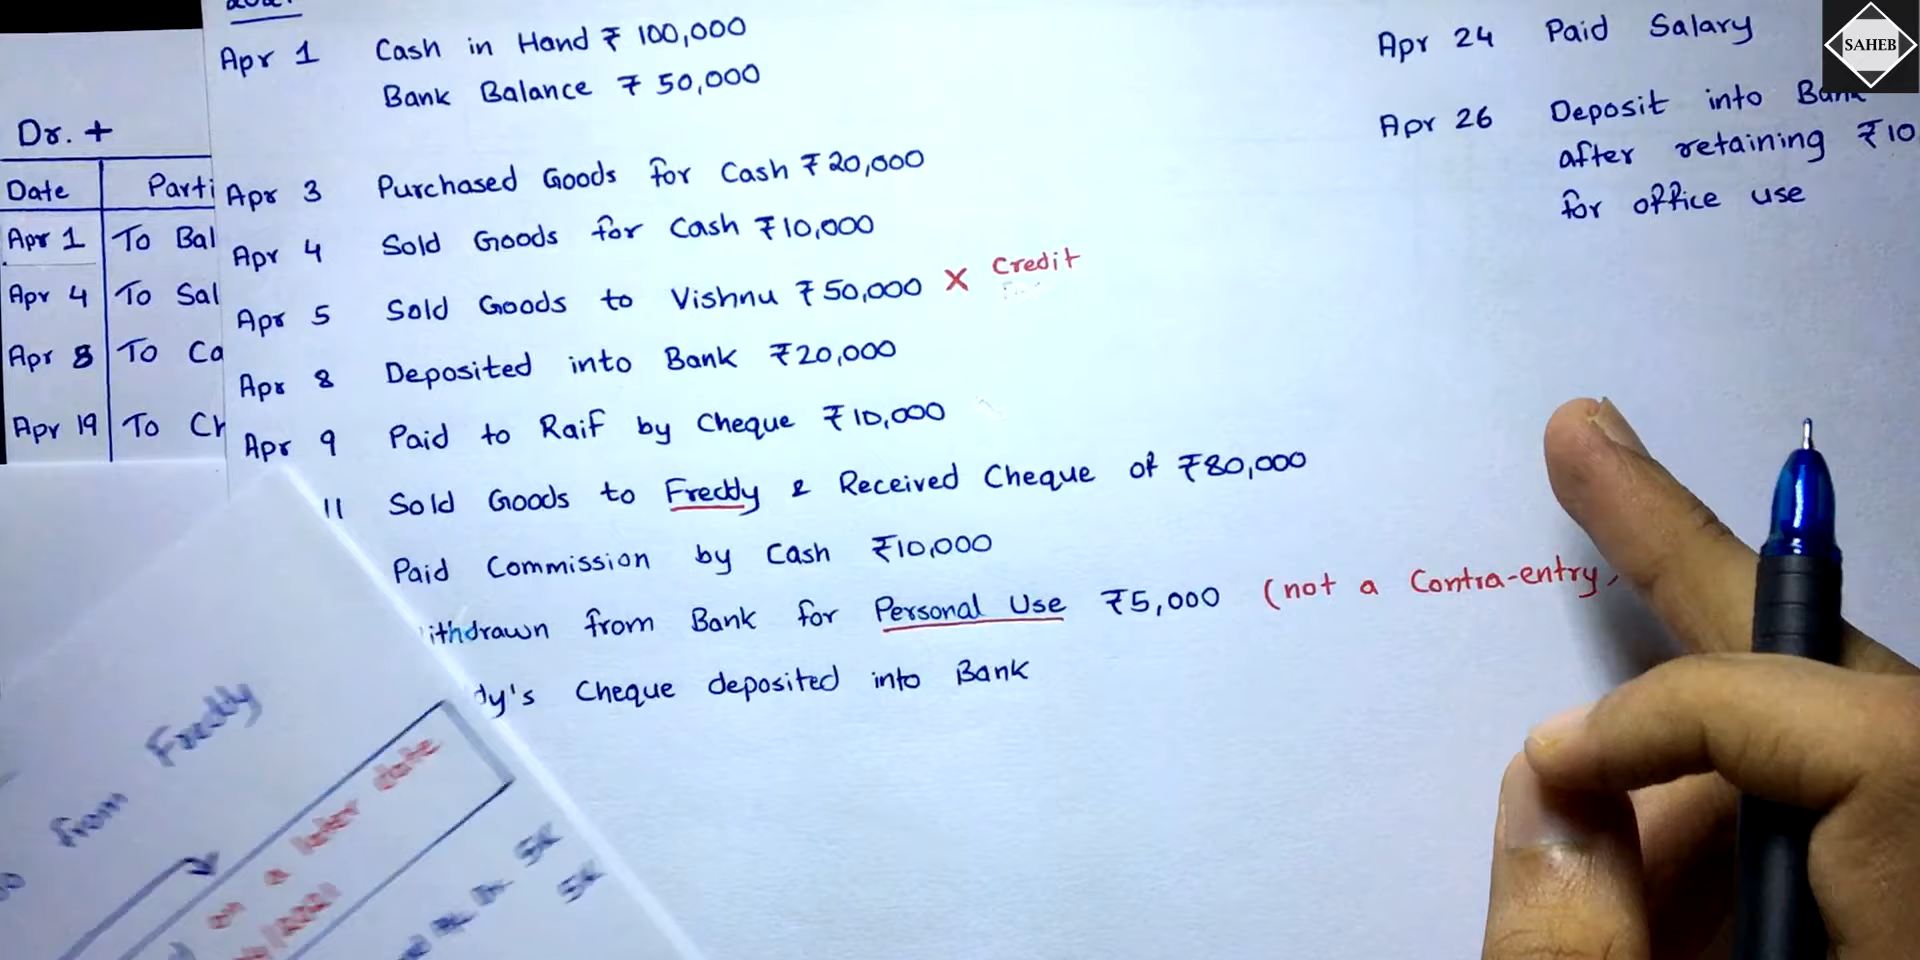 Apr 1 Cash in Hand ₹ 100,000
Bank Balance ₹ 50,000
Apr 3 Purchased Goods for Cash ₹20,000
Apr 4 Sold Goods for Cash ₹10,000
Apr 5 Sold Goods to Vishnu ₹50,000 X Credit
Apr 8 Deposited into Bank ₹20,000
Apr 9 Paid to Raif by Cheque ₹10,000
11 Sold Goods to Fredly & Received Cheque of ₹80,000
Paid Commission by Cash ₹10,000
ithdrawn from Bank for Personal Use ₹5,000 (not a Contra-entry,
dy's Cheque deposited into Bank
Apr 24 Paid Salary
Apr 26 Deposit into Bank
after retaining ₹10
for office use
SAHEB
Dr. +
Date Parti
Apr 1 To Bal
Apr 4 To Sal
Apr 8 To Ca
Apr 19 To Ch
from Fredly
on a later date
5K
5K